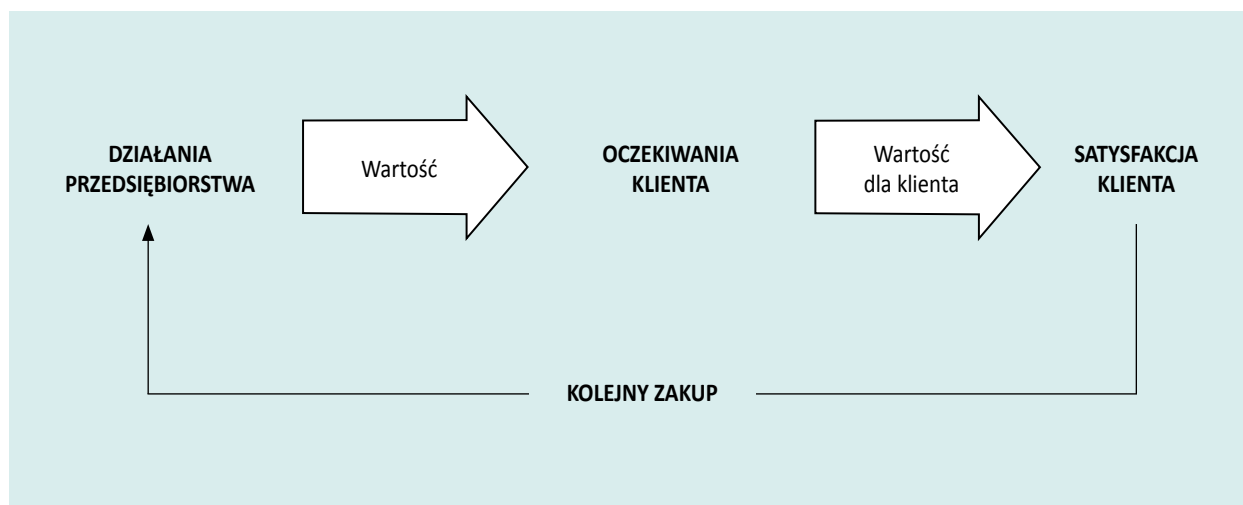 DZIAŁANIA
PRZEDSIĘBIORSTWA
Wartość
OCZEKIWANIA
KLIENTA
Wartość
dla klienta
SATYSFAKCJA
KLIENTA
KOLEJNY ZAKUP